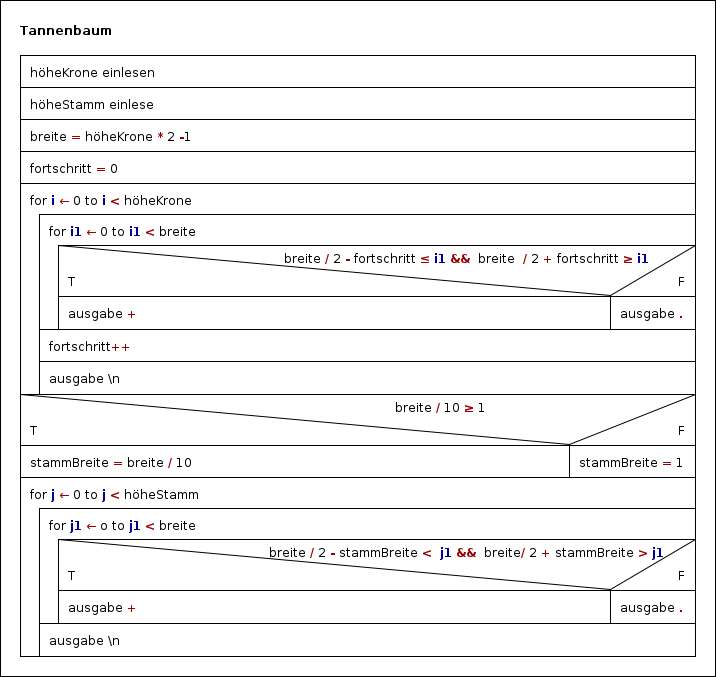 Tannenbaum
höheKrone einlesen
höheStamm einlese
breite = höheKrone * 2 -1
fortschritt = 0
for i ← 0 to i < höheKrone
for i1 ← 0 to i1 < breite
breite / 2 - fortschritt ≤ i1 && breite / 2 + fortschritt ≥ i1
T F
ausgabe + ausgabe .
fortschritt++
ausgabe \n
breite / 10 ≥ 1
T F
stammBreite = breite / 10 stammBreite = 1
for j ← 0 to j < höheStamm
for j1 ← o to j1 < breite
breite / 2 - stammBreite < j1 && breite/ 2 + stammBreite > j1
T F
ausgabe + ausgabe .
ausgabe \n